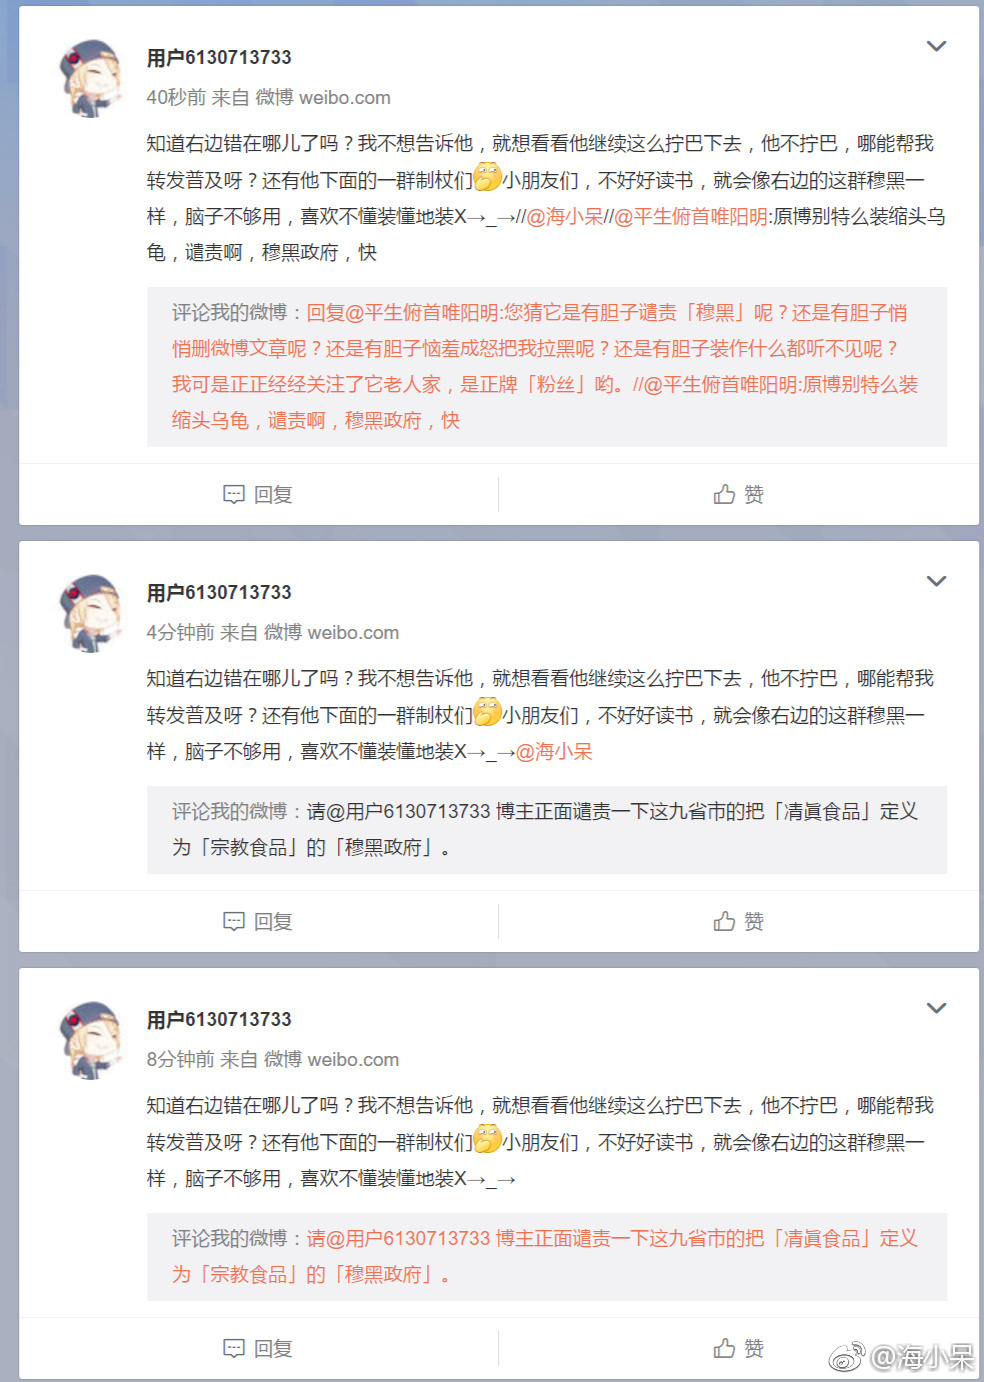 用户6130713733
40秒前 来自 微博 weibo.com
知道右边错在哪儿了吗？我不想告诉他，就想看看他继续这么拧巴下去，他不拧巴，哪能帮我
转发普及呀？还有他下面的一群制杖们小朋友们，不好好读书，就会像右边的这群穆黑一
样，脑子不够用，喜欢不懂装懂地装X→_→//@海小呆//@平生俯首唯阳明:原博别特么装缩头乌
龟，谴责啊，穆黑政府，快
评论我的微博：回复@平生俯首唯阳明:您猜它是有胆子谴责「穆黑」呢？还是有胆子悄
悄删微博文章呢？还是有胆子恼羞成怒把我拉黑呢？还是有胆子装作什么都听不见呢？
我可是正正经经关注了它老人家，是正牌「粉丝」哟。//@平生俯首唯阳明:原博别特么装
缩头乌龟，谴责啊，穆黑政府，快
回复 赞
用户6130713733
4分钟前 来自 微博 weibo.com
知道右边错在哪儿了吗？我不想告诉他，就想看看他继续这么拧巴下去，他不拧巴，哪能帮我
转发普及呀？还有他下面的一群制杖们小朋友们，不好好读书，就会像右边的这群穆黑一
样，脑子不够用，喜欢不懂装懂地装X→_→@海小呆
评论我的微博：请@用户6130713733 博主正面谴责一下这九省市的把「凊眞食品」定义
为「宗教食品」的「穆黑政府」。
回复 赞
用户6130713733
8分钟前 来自 微博 weibo.com
知道右边错在哪儿了吗？我不想告诉他，就想看看他继续这么拧巴下去，他不拧巴，哪能帮我
转发普及呀？还有他下面的一群制杖们小朋友们，不好好读书，就会像右边的这群穆黑一
样，脑子不够用，喜欢不懂装懂地装X→_→
评论我的微博：请@用户6130713733 博主正面谴责一下这九省市的把「凊眞食品」定义
为「宗教食品」的「穆黑政府」。
回复 赞
@海小呆